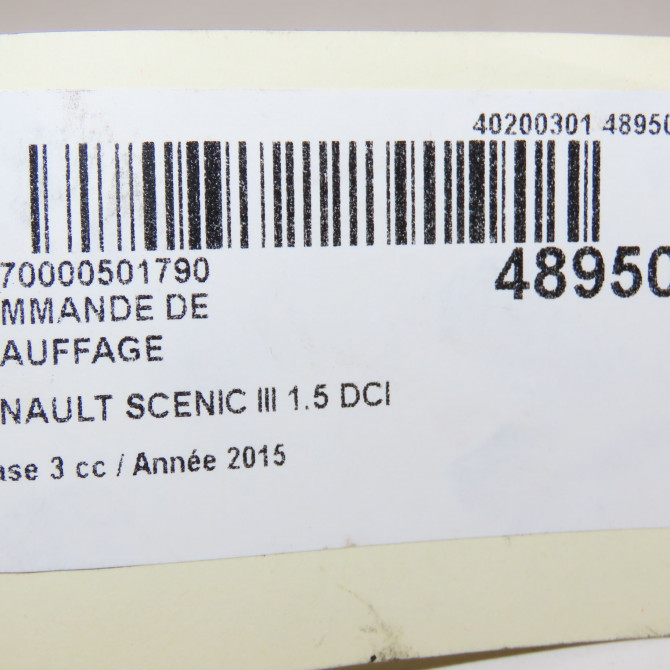 40200301 48950
48950
70000501790
MMANDE DE
AUFFAGE
NAULT SCENIC III 1.5 DCI
ase 3 cc / Année 2015